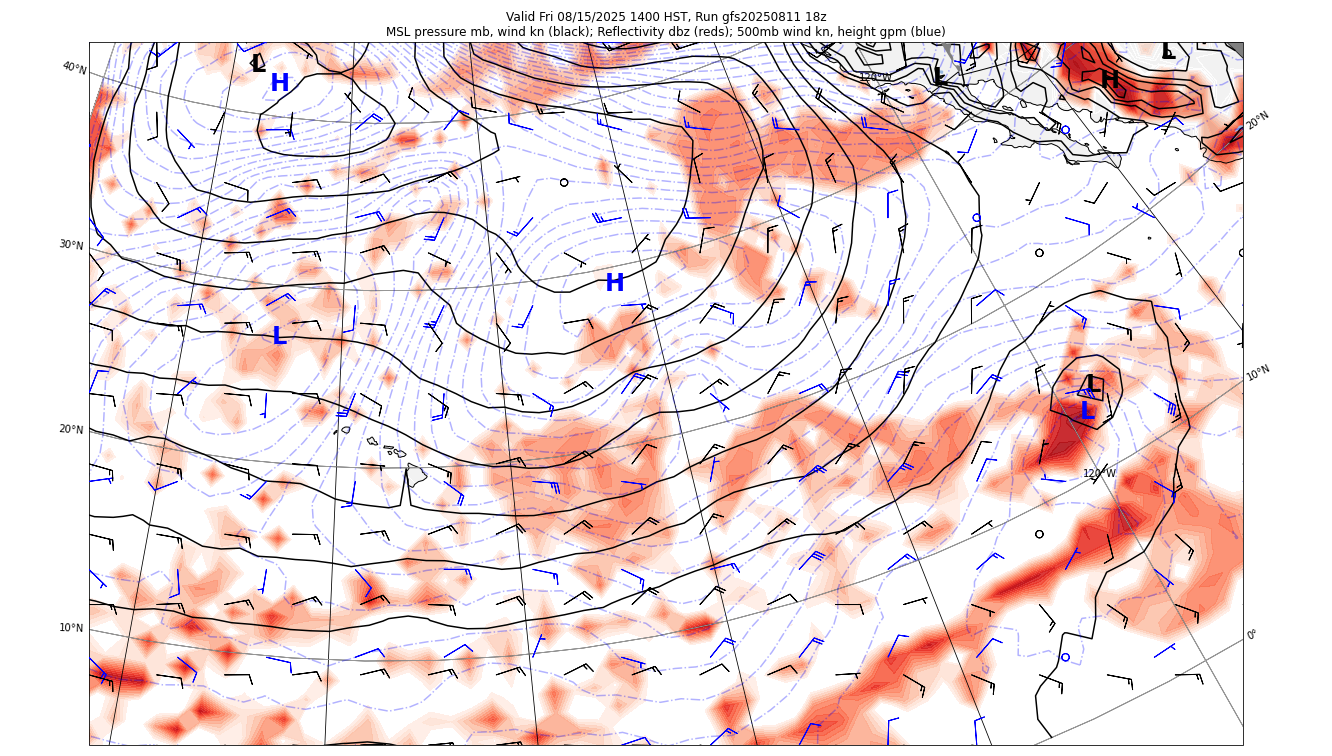 Valid Fri 08/15/2025 1400 HST, Run gfs20250811 18z
MSL pressure mb, wind kn (black); Reflectivity dbz (reds); 500mb wind kn, height gpm (blue)
L
L
H
L
H
40°N
120°W
20°N
30°N
H
L
10°N
L
L
20°N
120°W
10°N
0°